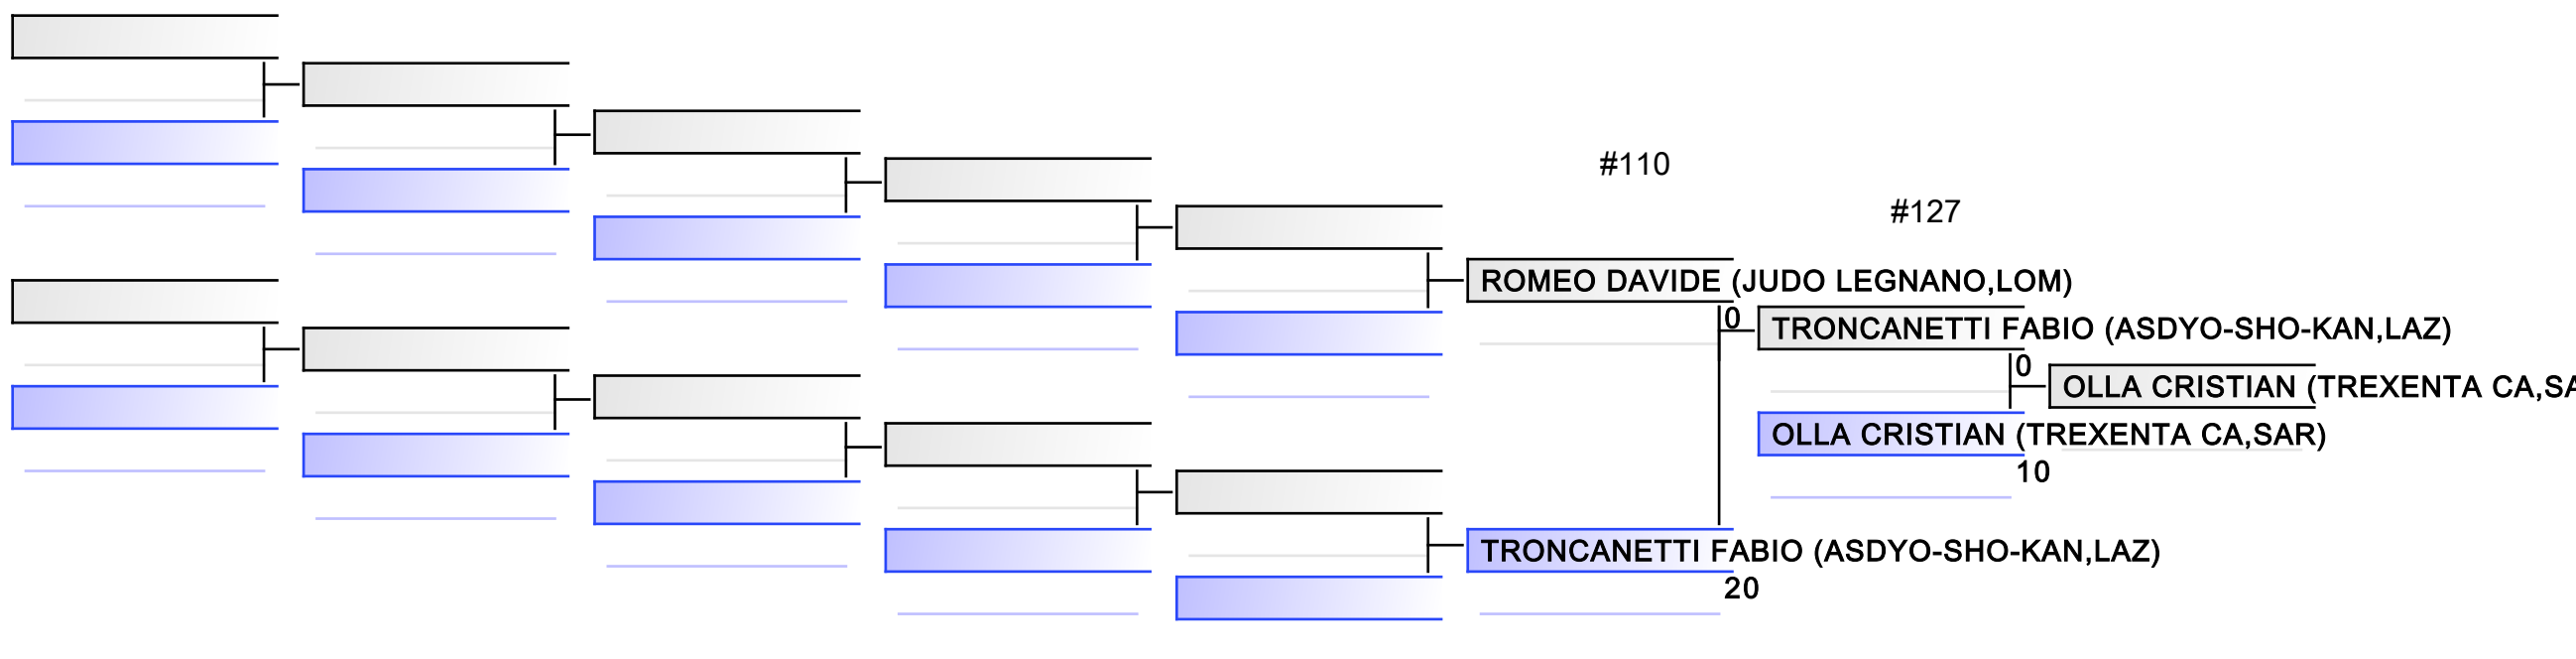 #110
#127
ROMEO DAVIDE (JUDO LEGNANO,LOM)
0
TRONCANETTI FABIO (ASDYO-SHO-KAN,LAZ)
0
OLLA CRISTIAN (TREXENTA CA,SA
OLLA CRISTIAN (TREXENTA CA,SAR)
10
TRONCANETTI FABIO (ASDYO-SHO-KAN,LAZ)
20